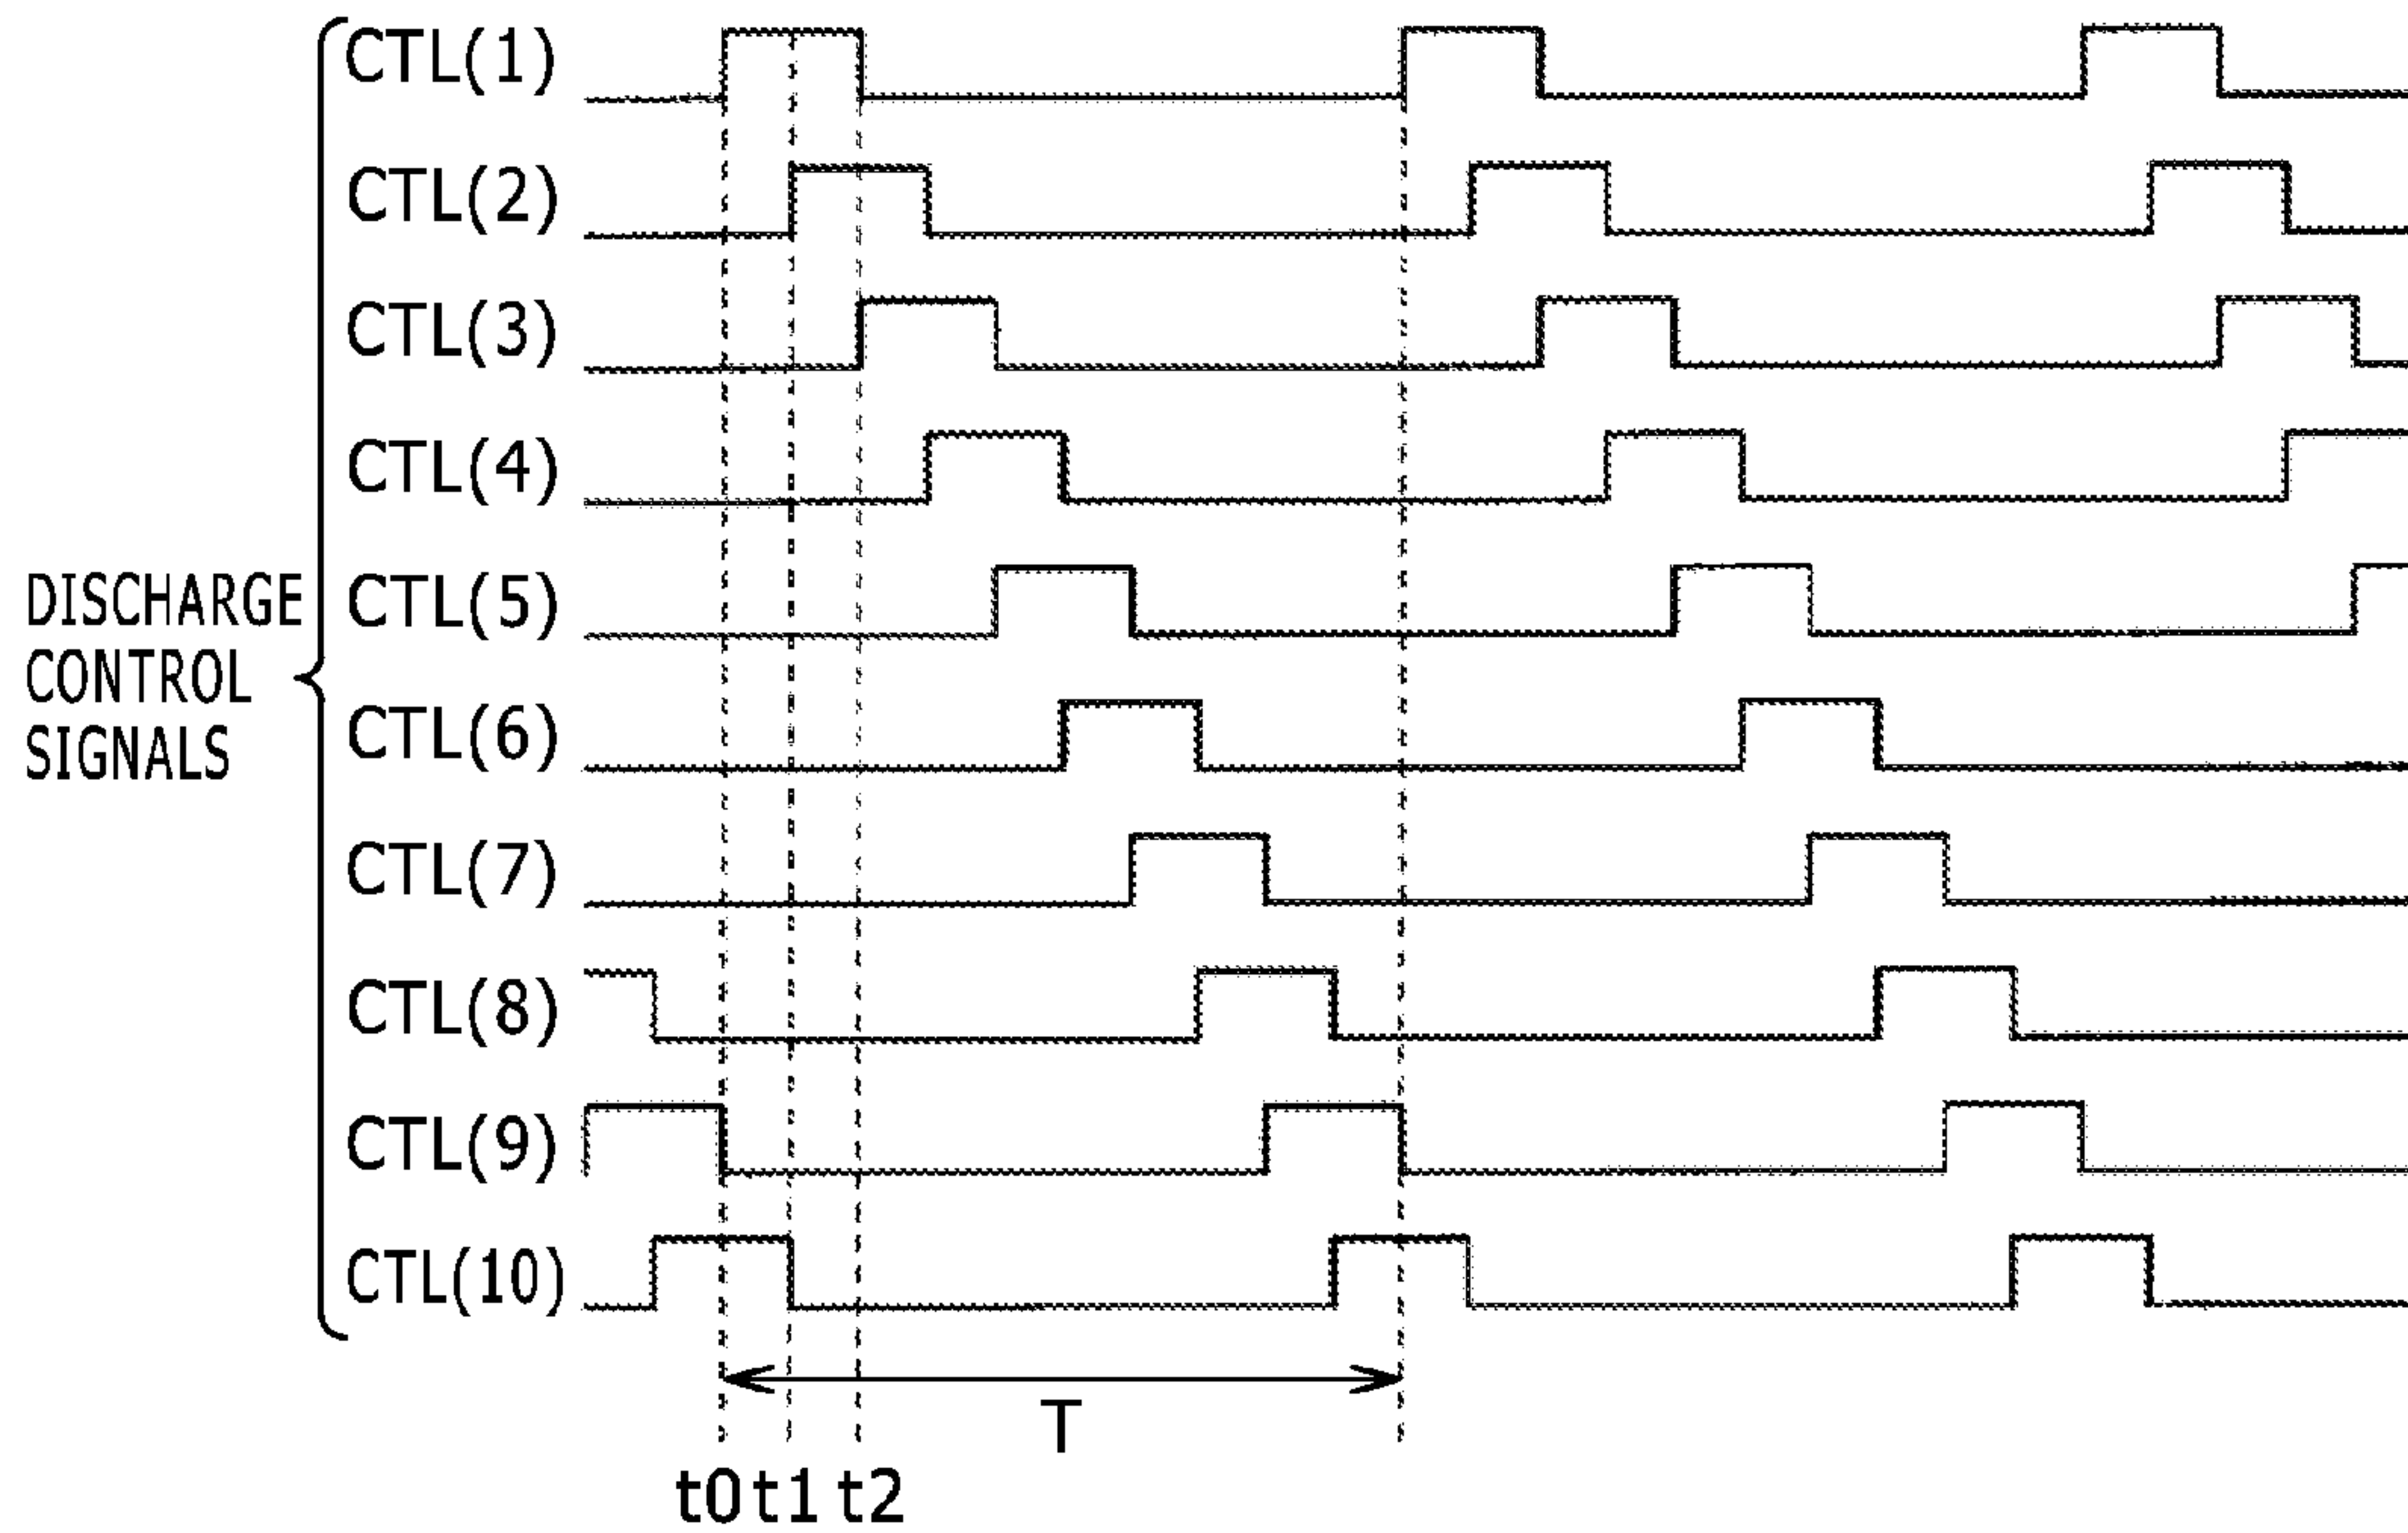 CTL(1)
CTL(2)
CTL(3)
CTL(4)
DISCHARGE
CONTROL
SIGNALS
CTL(5)
CTL(6)
CTL(7)
CTL(8)
CTL(9)
CTL(10)
T
t0 t1 t2